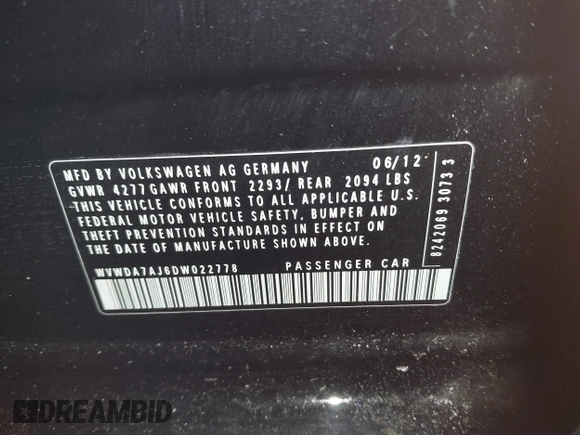 MFD BY VOLKSWAGEN AG GERMANY 06/12
GVWR 4277 GAWR FRONT 2293/ REAR 2094 LBS
THIS VEHICLE CONFORMS TO ALL APPLICABLE U.S.
FEDERAL MOTOR VEHICLE SAFETY, BUMPER AND
THEFT PREVENTION STANDARDS IN EFFECT ON
THE DATE OF MANUFACTURE SHOWN ABOVE.
WVWDA7AJ6DW022778 PASSENGER CAR
8242069 3073 3
DREAMBID